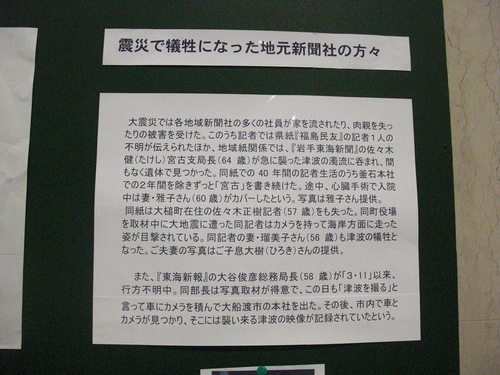 震災で犠牲になった地元新聞社の方々
大震災では各地域新聞社の多くの社員が家を流されたり、肉親を失っ
たりの被害を受けた。このうち記者では県紙『福島民友』の記者１人の
不明が伝えられたほか、地域紙関係では、『岩手東海新聞』の佐々木
健（たけし）宮古支局長（64 歳）が急に襲った津波の濁流に呑まれ、間
もなく遺体で見つかった。同紙での 40 年間の記者生活のうち釜石本社
での２年間を除きずっと「宮古」を書き続けた。途中、心臓手術で入院
中は妻・雅子さん（60 歳）がカバーしたという。写真は雅子さん提供。
同紙は大槌町在住の佐々木正樹記者（57 歳）をも失った。同町役場
を取材中に大地震に遭った同記者はカメラを持って海岸方面に走った
姿が目撃されている。同記者の妻・瑠美子さん（56 歳）も津波の犠牲と
なった。ご夫妻の写真はご子息大樹（ひろき）さんの提供。
また、『東海新報』の大谷俊彦総務局長（58 歳）が「３・11」以来、
行方不明中。同部長は写真取材が得意で、この日も「津波を撮る」と
言って車にカメラを積んで大船渡市の本社を出た。その後、市内で車と
カメラが見つかり、そこには襲い来る津波の映像が記録されていたという。